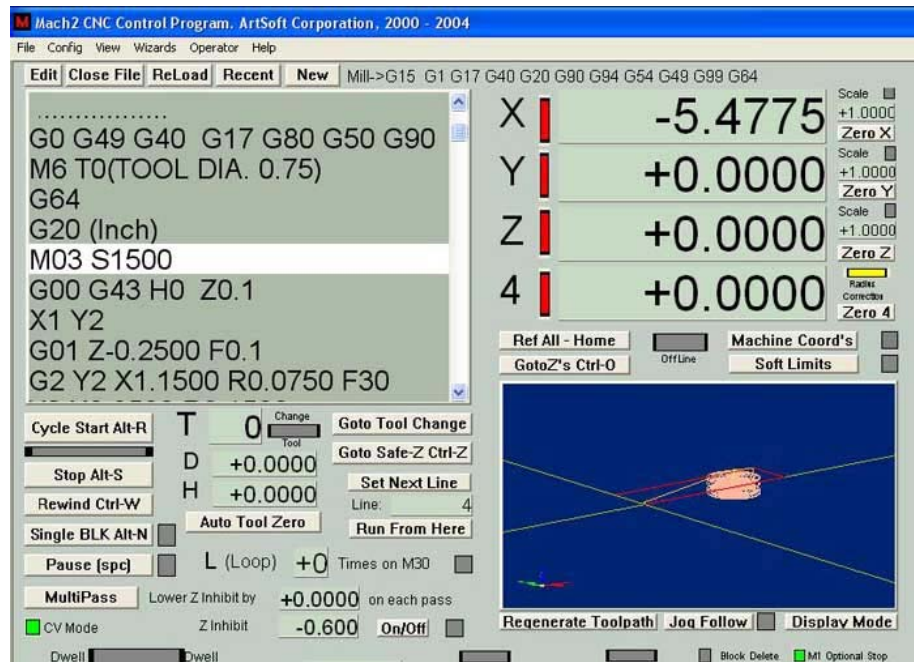 Mach2 CNC Control Program. ArtSoft Corporation, 2000 - 2004
File Config View Wizards Operator Help
Edit Close File ReLoad Recent New Mill->G15 G1 G17 G40 G20 G90 G94 G54 G49 G99 G64
................
G0 G49 G40 G17 G80 G50 G90
M6 T0(TOOL DIA. 0.75)
G64
G20 (Inch)
M03 S1500
G00 G43 H0 Z0.1
X1 Y2
G01 Z-0.2500 F0.1
G2 Y2 X1.1500 R0.0750 F30
X -5.4775 Scale +1.0000 Zero X
Y +0.0000 Scale +1.0000 Zero Y
Z +0.0000 Scale +1.0000 Zero Z
4 +0.0000 Radius Correction Zero 4
Ref All - Home OffLine Machine Coord's
GotoZ's Ctrl-O Soft Limits
Cycle Start Alt-R T 0 Change Tool Goto Tool Change
D +0.0000 Goto Safe-Z Ctrl-Z
Stop Alt-S H +0.0000 Set Next Line
Rewind Ctrl-W Line: 4
Auto Tool Zero Run From Here
Single BLK Alt-N
Pause (spc) L (Loop) +0 Times on M30
MultiPass Lower Z Inhibit by +0.0000 on each pass
CV Mode Z Inhibit -0.600 On/Off
Regenerate Toolpath Jog Follow Display Mode
Dwell Dwell Block Delete M1 Optional Stop